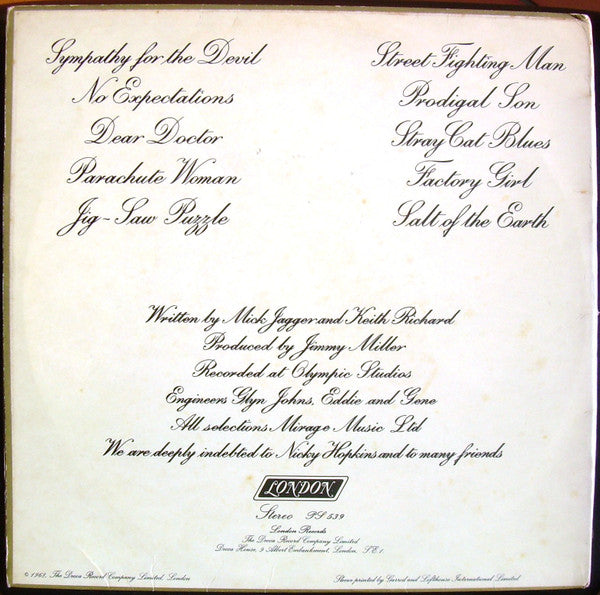 Sympathy for the Devil
No Expectations
Dear Doctor
Parachute Woman
Jig-Saw Puzzle
Street Fighting Man
Prodigal Son
Stray Cat Blues
Factory Girl
Salt of the Earth
Written by Mick Jagger and Keith Richard
Produced by Jimmy Miller
Recorded at Olympic Studios
Engineers Glyn Johns, Eddie and Gene
All selections Mirage Music Ltd
We are deeply indebted to Nicky Hopkins and to many friends
LONDON
Stereo PS 539
London Records
The Decca Record Company Limited
Decca House, 9 Albert Embankment, London, S.E.1.
© 1968, The Decca Record Company Limited, London
Sleeve printed by Garrod and Lofthouse International Limited